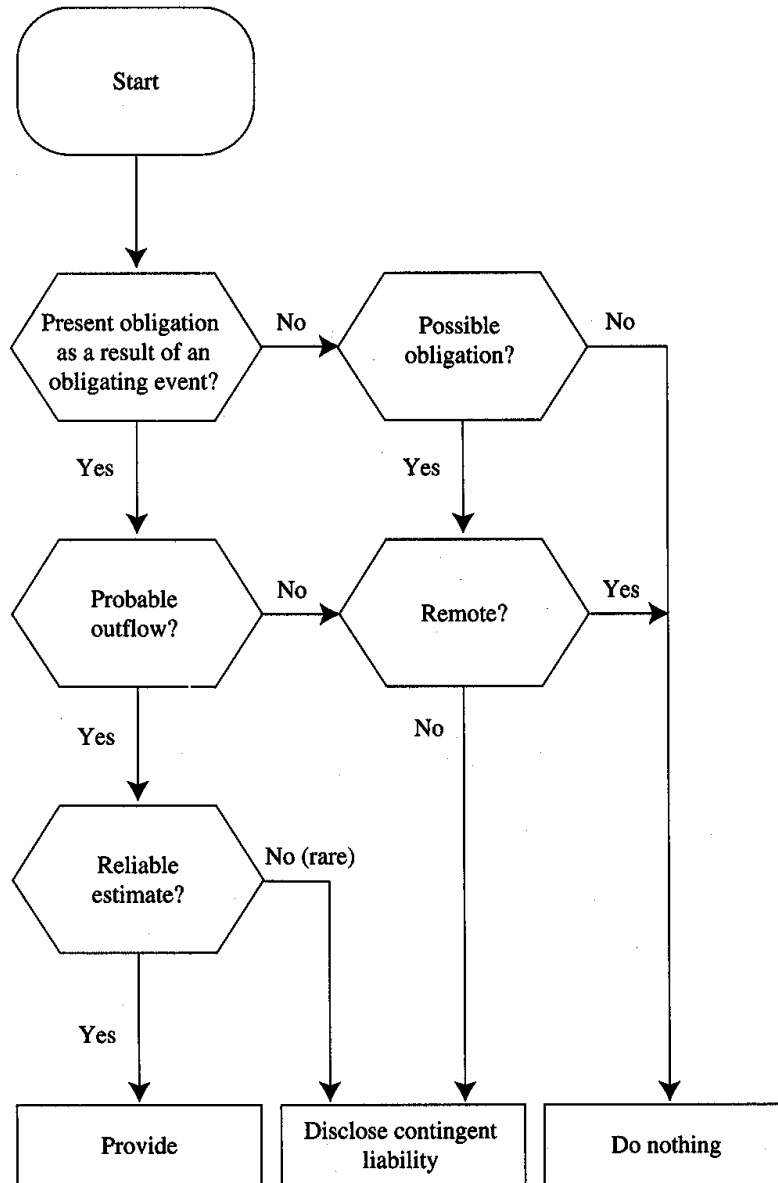 Start
Present obligation
as a result of an
obligating event?
No
Possible
obligation?
No
Yes
Yes
Probable
outflow?
No
Remote?
Yes
Yes
No
Reliable
estimate?
No (rare)
Yes
Provide
Disclose contingent
liability
Do nothing